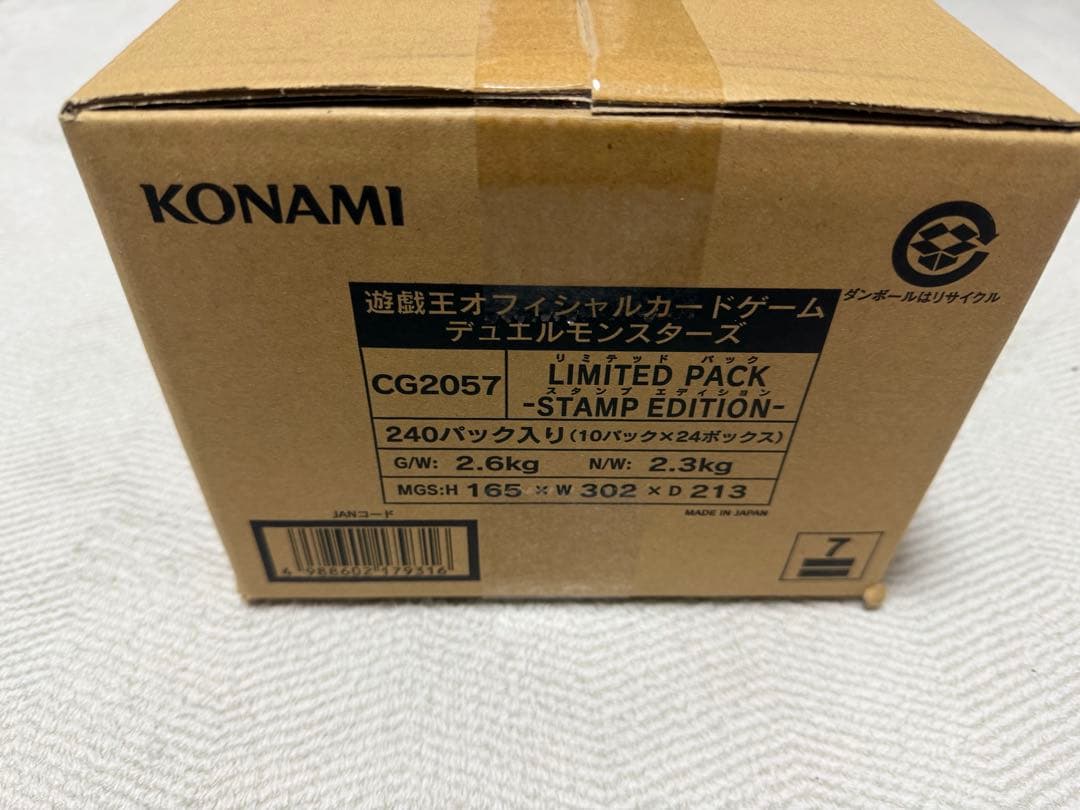 KONAMI
ダンボールはリサイクル
遊戯王オフィシャルカードゲーム
デュエルモンスターズ
CG2057
リミテッド パック
LIMITED PACK
スタンプ エディション
-STAMP EDITION-
240パック入り(10パック×24ボックス)
G/W: 2.6kg N/W: 2.3kg
MGS:H 165 × W 302 × D 213
MADE IN JAPAN
JANコード
4 988602 179316
7